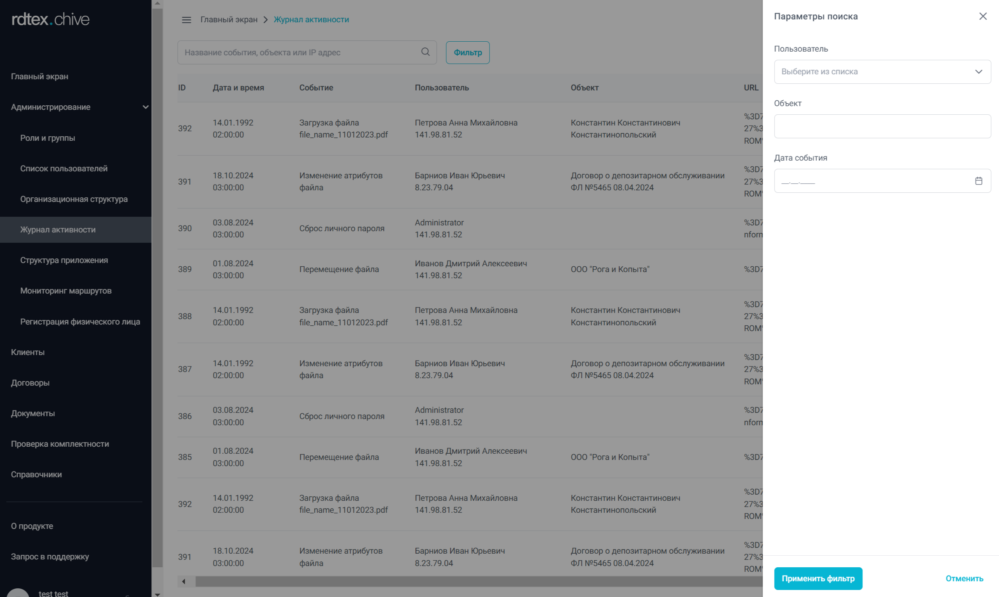 rdtex.chive
Главный экран
Администрирование
Роли и группы
Список пользователей
Организационная структура
Журнал активности
Структура приложения
Мониторинг маршрутов
Регистрация физического лица
Клиенты
Договоры
Документы
Проверка комплектности
Справочники
О продукте
Запрос в поддержку
test test
Главный экран > Журнал активности
Название события, объекта или IP адрес
Фильтр
ID Дата и время Событие Пользователь Объект URL
392 14.01.1992 02:00:00 Загрузка файла file_name_11012023.pdf Петрова Анна Михайловна 141.98.81.52 Константин Константинович Константинопольский %3D7 27%3 ROM
391 18.10.2024 03:00:00 Изменение атрибутов файла Барниов Иван Юрьевич 8.23.79.04 Договор о депозитарном обслуживании ФЛ №5465 08.04.2024 %3D7 27%3 ROM
390 03.08.2024 03:00:00 Сброс личного пароля Administrator 141.98.81.52 %3D7 nform
389 01.08.2024 03:00:00 Перемещение файла Иванов Дмитрий Алексеевич 141.98.81.52 ООО "Рога и Копыта" %3D7
388 14.01.1992 02:00:00 Загрузка файла file_name_11012023.pdf Петрова Анна Михайловна 141.98.81.52 Константин Константинович Константинопольский %3D7 27%3 ROM
387 14.01.1992 02:00:00 Изменение атрибутов файла Барниов Иван Юрьевич 8.23.79.04 Договор о депозитарном обслуживании ФЛ №5465 08.04.2024 %3D7 27%3 ROM
386 03.08.2024 03:00:00 Сброс личного пароля Administrator 141.98.81.52 %3D7 nform
385 01.08.2024 03:00:00 Перемещение файла Иванов Дмитрий Алексеевич 141.98.81.52 ООО "Рога и Копыта" %3D7
392 14.01.1992 02:00:00 Загрузка файла file_name_11012023.pdf Петрова Анна Михайловна 141.98.81.52 Константин Константинович Константинопольский %3D7 27%3 ROM
391 18.10.2024 03:00:00 Изменение атрибутов файла Барниов Иван Юрьевич 8.23.79.04 Договор о депозитарном обслуживании ФЛ №5465 08.04.2024 %3D7 27%3 ROM
Параметры поиска
Пользователь
Выберите из списка
Объект
Дата события
__.__.____
Применить фильтр
Отменить